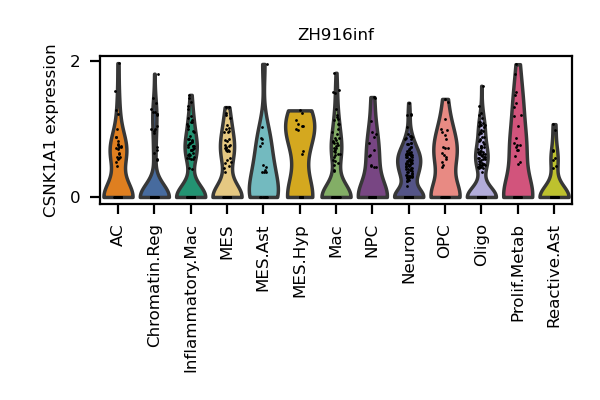 ZH916inf
CSNK1A1 expression
2
0
AC
Chromatin.Reg
Inflammatory.Mac
MES
MES.Ast
MES.Hyp
Mac
NPC
Neuron
OPC
Oligo
Prolif.Metab
Reactive.Ast